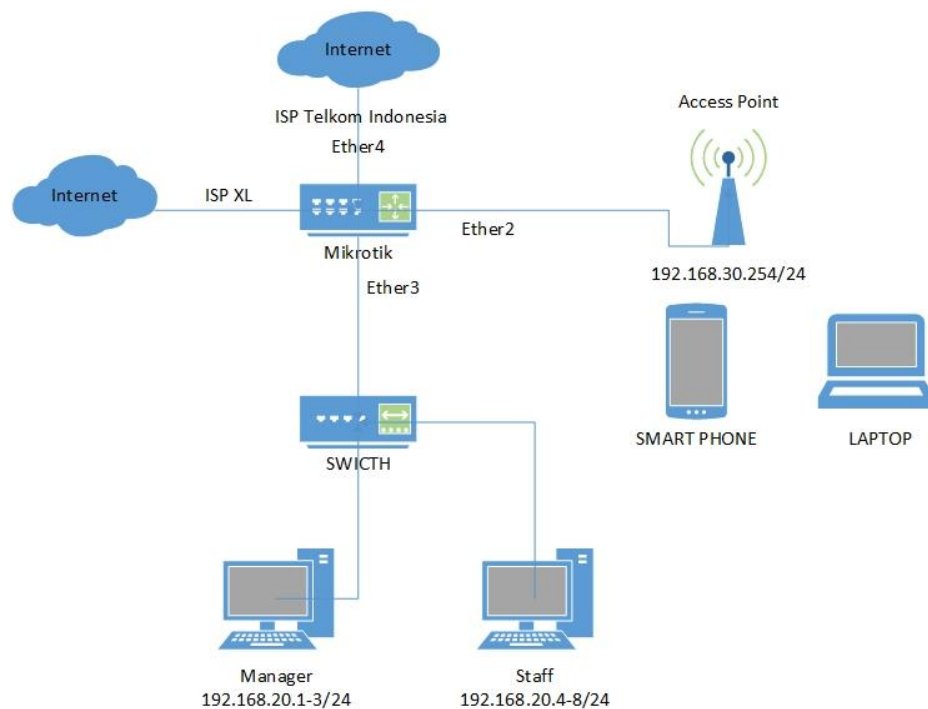 Internet
ISP Telkom Indonesia
Ether4
Access Point
Internet
ISP XL
Ether2
Mikrotik
192.168.30.254/24
Ether3
SMART PHONE
LAPTOP
SWICTH
Manager
192.168.20.1-3/24
Staff
192.168.20.4-8/24